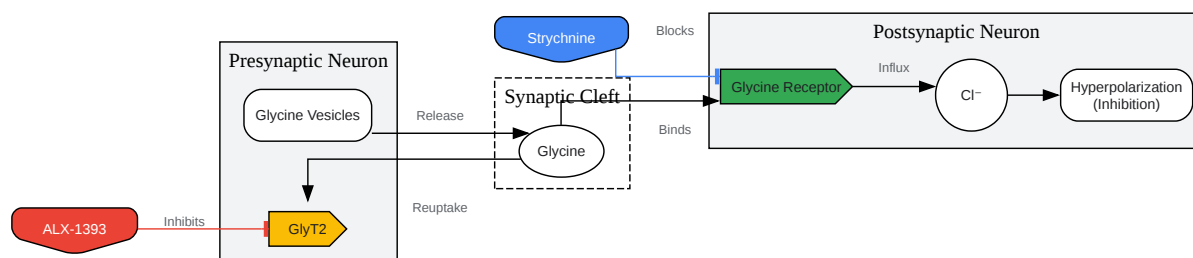 Strychnine
Blocks
Postsynaptic Neuron
Presynaptic Neuron
Influx
Synaptic Cleft
Glycine Receptor
Cl⁻
Hyperpolarization
(Inhibition)
Glycine Vesicles
Release
Binds
Glycine
Reuptake
ALX-1393
Inhibits
GlyT2